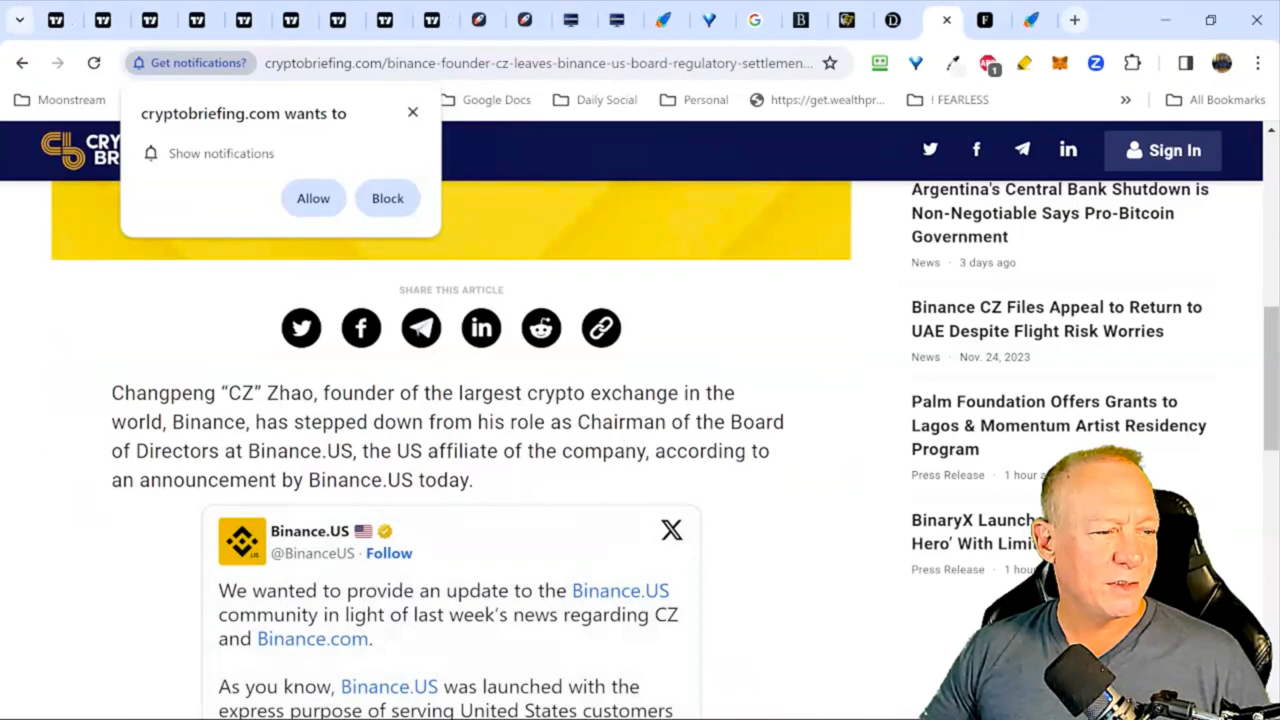 Get notifications?
cryptobriefing.com/binance-founder-cz-leaves-binance-us-board-regulatory-settlemen...
1
Moonstream
Google Docs
Daily Social
Personal
https://get.wealthpr...
! FEARLESS
»
All Bookmarks
cryptobriefing.com wants to
Show notifications
Allow
Block
CRY
BR
Sign In
SHARE THIS ARTICLE
Changpeng “CZ” Zhao, founder of the largest crypto exchange in the
world, Binance, has stepped down from his role as Chairman of the Board
of Directors at Binance.US, the US affiliate of the company, according to
an announcement by Binance.US today.
Binance.US
@BinanceUS · Follow
We wanted to provide an update to the Binance.US
community in light of last week's news regarding CZ
and Binance.com.
As you know, Binance.US was launched with the
express purpose of serving United States customers
Argentina's Central Bank Shutdown is
Non-Negotiable Says Pro-Bitcoin
Government
News · 3 days ago
Binance CZ Files Appeal to Return to
UAE Despite Flight Risk Worries
News · Nov. 24, 2023
Palm Foundation Offers Grants to
Lagos & Momentum Artist Residency
Program
Press Release · 1 hour
BinaryX Launch
Hero' With Limi
Press Release · 1 hou